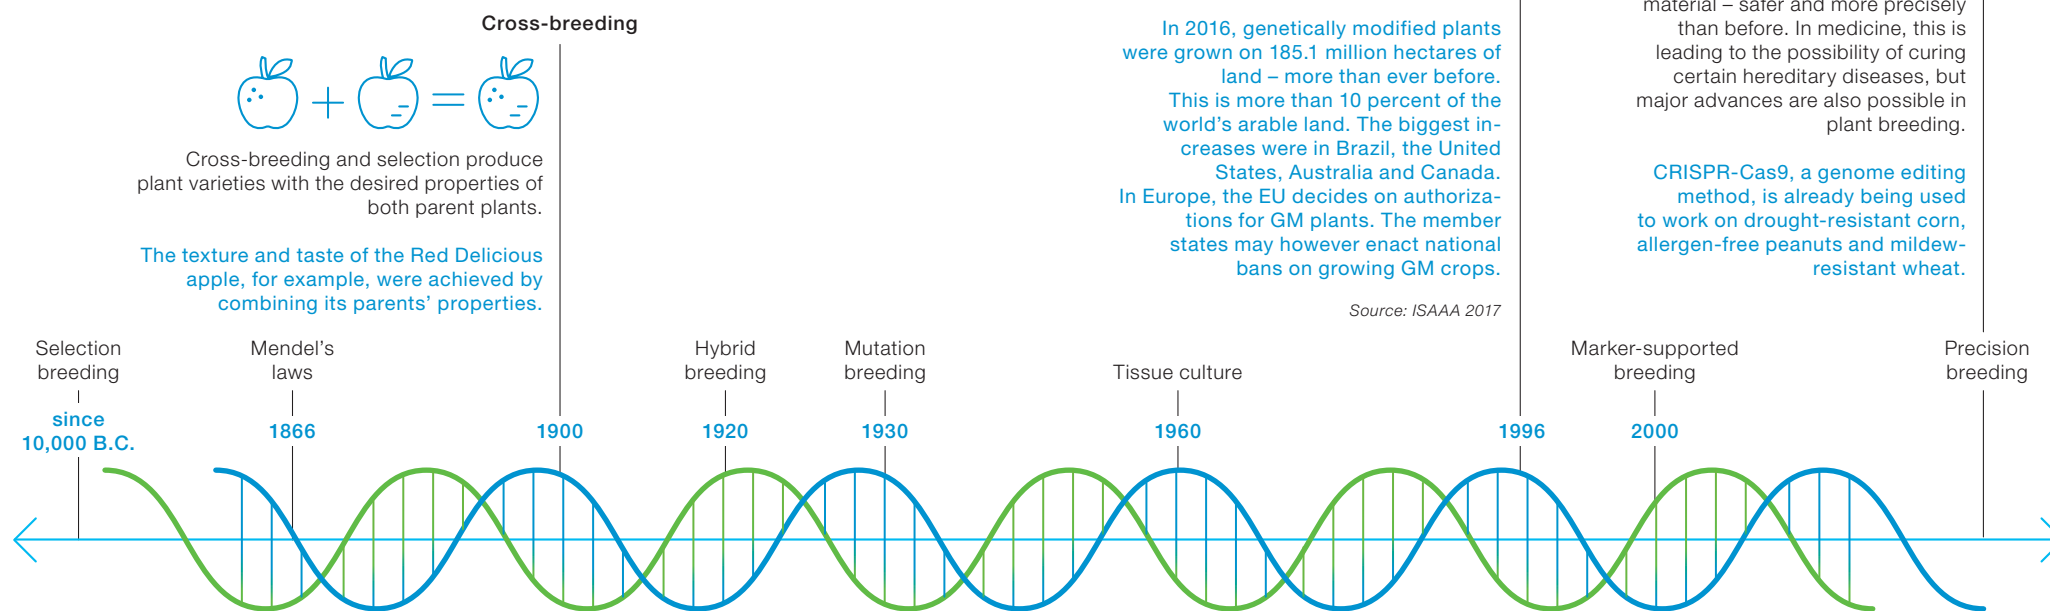 Cross-breeding
Cross-breeding and selection produce
plant varieties with the desired properties of
both parent plants.
The texture and taste of the Red Delicious
apple, for example, were achieved by
combining its parents’ properties.
In 2016, genetically modified plants
were grown on 185.1 million hectares of
land – more than ever before.
This is more than 10 percent of the
world’s arable land. The biggest in-
creases were in Brazil, the United
States, Australia and Canada.
In Europe, the EU decides on authoriza-
tions for GM plants. The member
states may however enact national
bans on growing GM crops.
Source: ISAAA 2017
material – safer and more precisely
than before. In medicine, this is
leading to the possibility of curing
certain hereditary diseases, but
major advances are also possible in
plant breeding.
CRISPR-Cas9, a genome editing
method, is already being used
to work on drought-resistant corn,
allergen-free peanuts and mildew-
resistant wheat.
Selection
breeding
since
10,000 B.C.
Mendel’s
laws
1866
1900
Hybrid
breeding
1920
Mutation
breeding
1930
Tissue culture
1960
1996
Marker-supported
breeding
2000
Precision
breeding